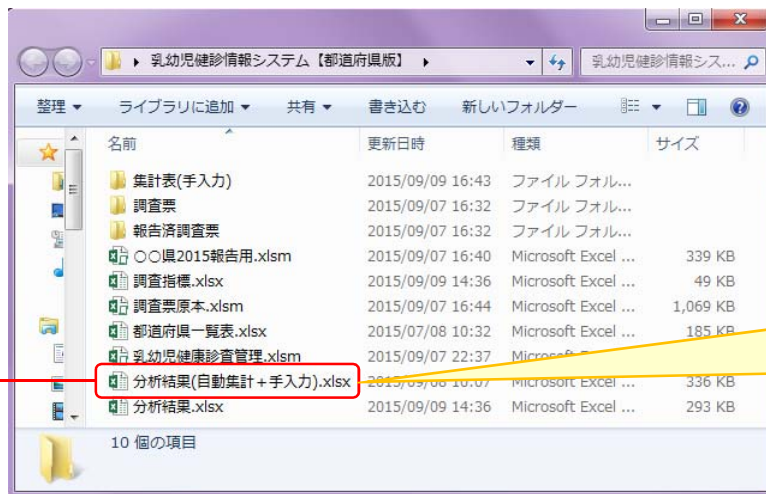 乳幼児健診情報システム【都道府県版】
乳幼児健診情報シス...
整理 ライブラリに追加 共有 書き込む 新しいフォルダー
名前 更新日時 種類 サイズ
集計表(手入力) 2015/09/09 16:43 ファイル フォル...
調査票 2015/09/07 16:32 ファイル フォル...
報告済調査票 2015/09/07 16:32 ファイル フォル...
〇〇県2015報告用.xlsm 2015/09/07 16:40 Microsoft Excel ... 339 KB
調査指標.xlsx 2015/09/09 14:36 Microsoft Excel ... 49 KB
調査票原本.xlsm 2015/09/07 16:44 Microsoft Excel ... 1,069 KB
都道府県一覧表.xlsx 2015/07/08 10:32 Microsoft Excel ... 185 KB
乳幼児健康診査管理.xlsm 2015/09/07 22:37 Microsoft Excel ...
分析結果(自動集計+手入力).xlsx Microsoft Excel ... 336 KB
分析結果.xlsx 2015/09/09 14:36 Microsoft Excel ... 293 KB
10 個の項目